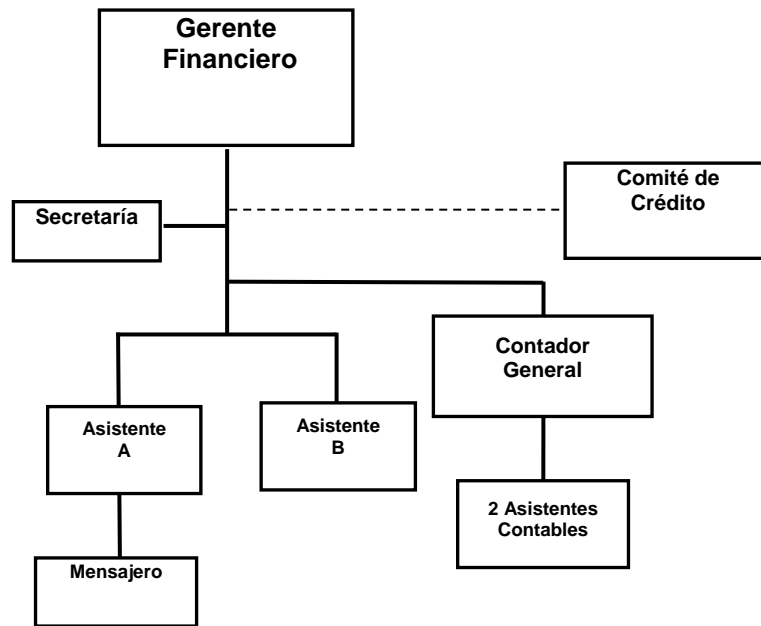 Gerente
Financiero
Comité de
Crédito
Secretaría
Contador
General
Asistente
A
Asistente
B
2 Asistentes
Contables
Mensajero